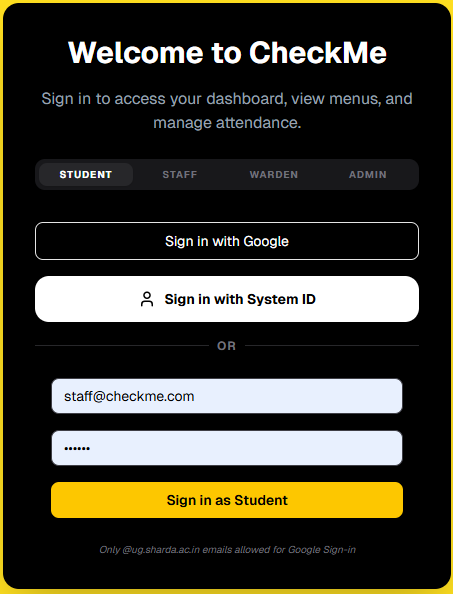 Welcome to CheckMe
Sign in to access your dashboard, view menus, and
manage attendance.
STUDENT STAFF WARDEN ADMIN
Sign in with Google
Sign in with System ID
OR
staff@checkme.com
••••••
Sign in as Student
Only @ug.sharda.ac.in emails allowed for Google Sign-in